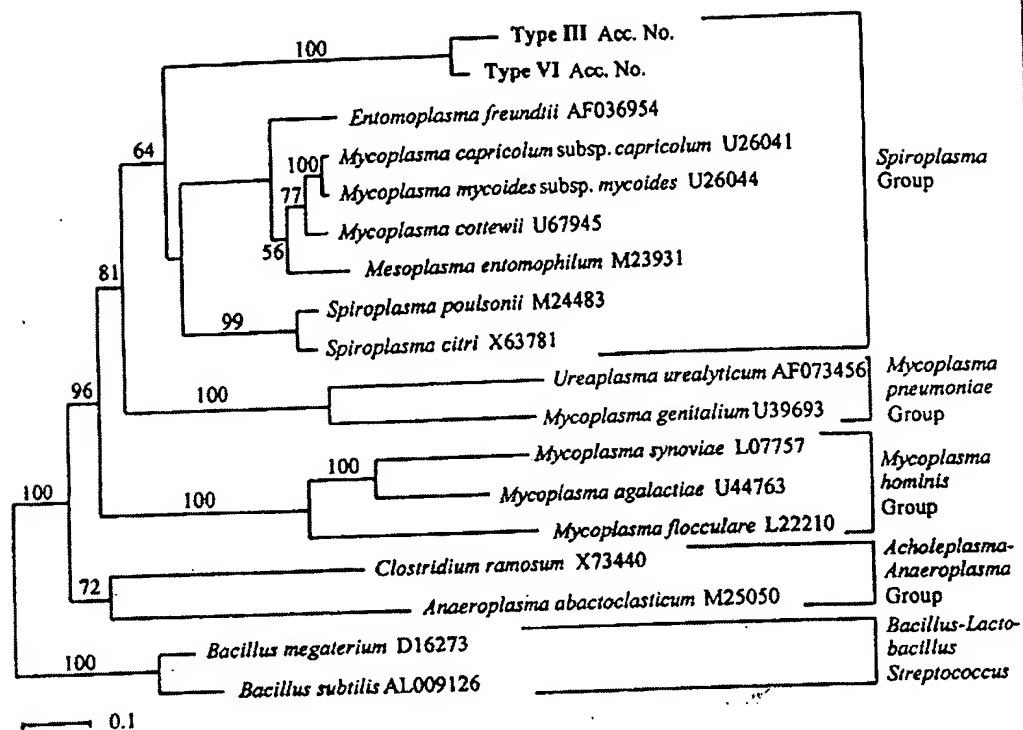 100
Type III Acc. No.
Type VI Acc. No.
Entomoplasma freundtii AF036954
64
100
Mycoplasma capricolum subsp. capricolum U26041
Mycoplasma mycoides subsp. mycoides U26044
77
Mycoplasma cottewii U67945
56
Mesoplasma entomophilum M23931
Spiroplasma
Group
81
Spiroplasma poulsonii M24483
99
Spiroplasma citri X63781
Ureaplasma urealyticum AF073456
100
Mycoplasma genitalium U39693
Mycoplasma
pneumoniae
Group
96
Mycoplasma synoviae L07757
100
Mycoplasma agalactiae U44763
100
Mycoplasma flocculare L22210
Mycoplasma
hominis
Group
100
Clostridium ramosum X73440
72
Anaeroplasma abactoclasticum M25050
Acholeplasma-
Anaeroplasma
Group
Bacillus megaterium D16273
100
Bacillus subtilis AL009126
Bacillus-Lacto-
bacillus
Streptococcus
0.1